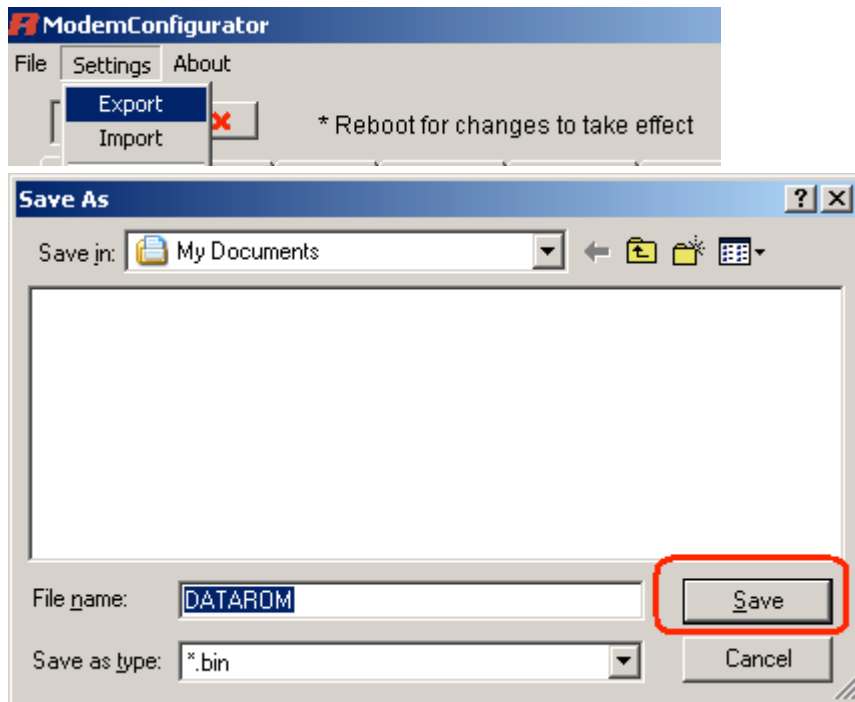 ModemConfigurator
File Settings About
Export
* Reboot for changes to take effect
Import
Save As
Save in: My Documents
File name: DATAROM
Save
Save as type: *.bin
Cancel